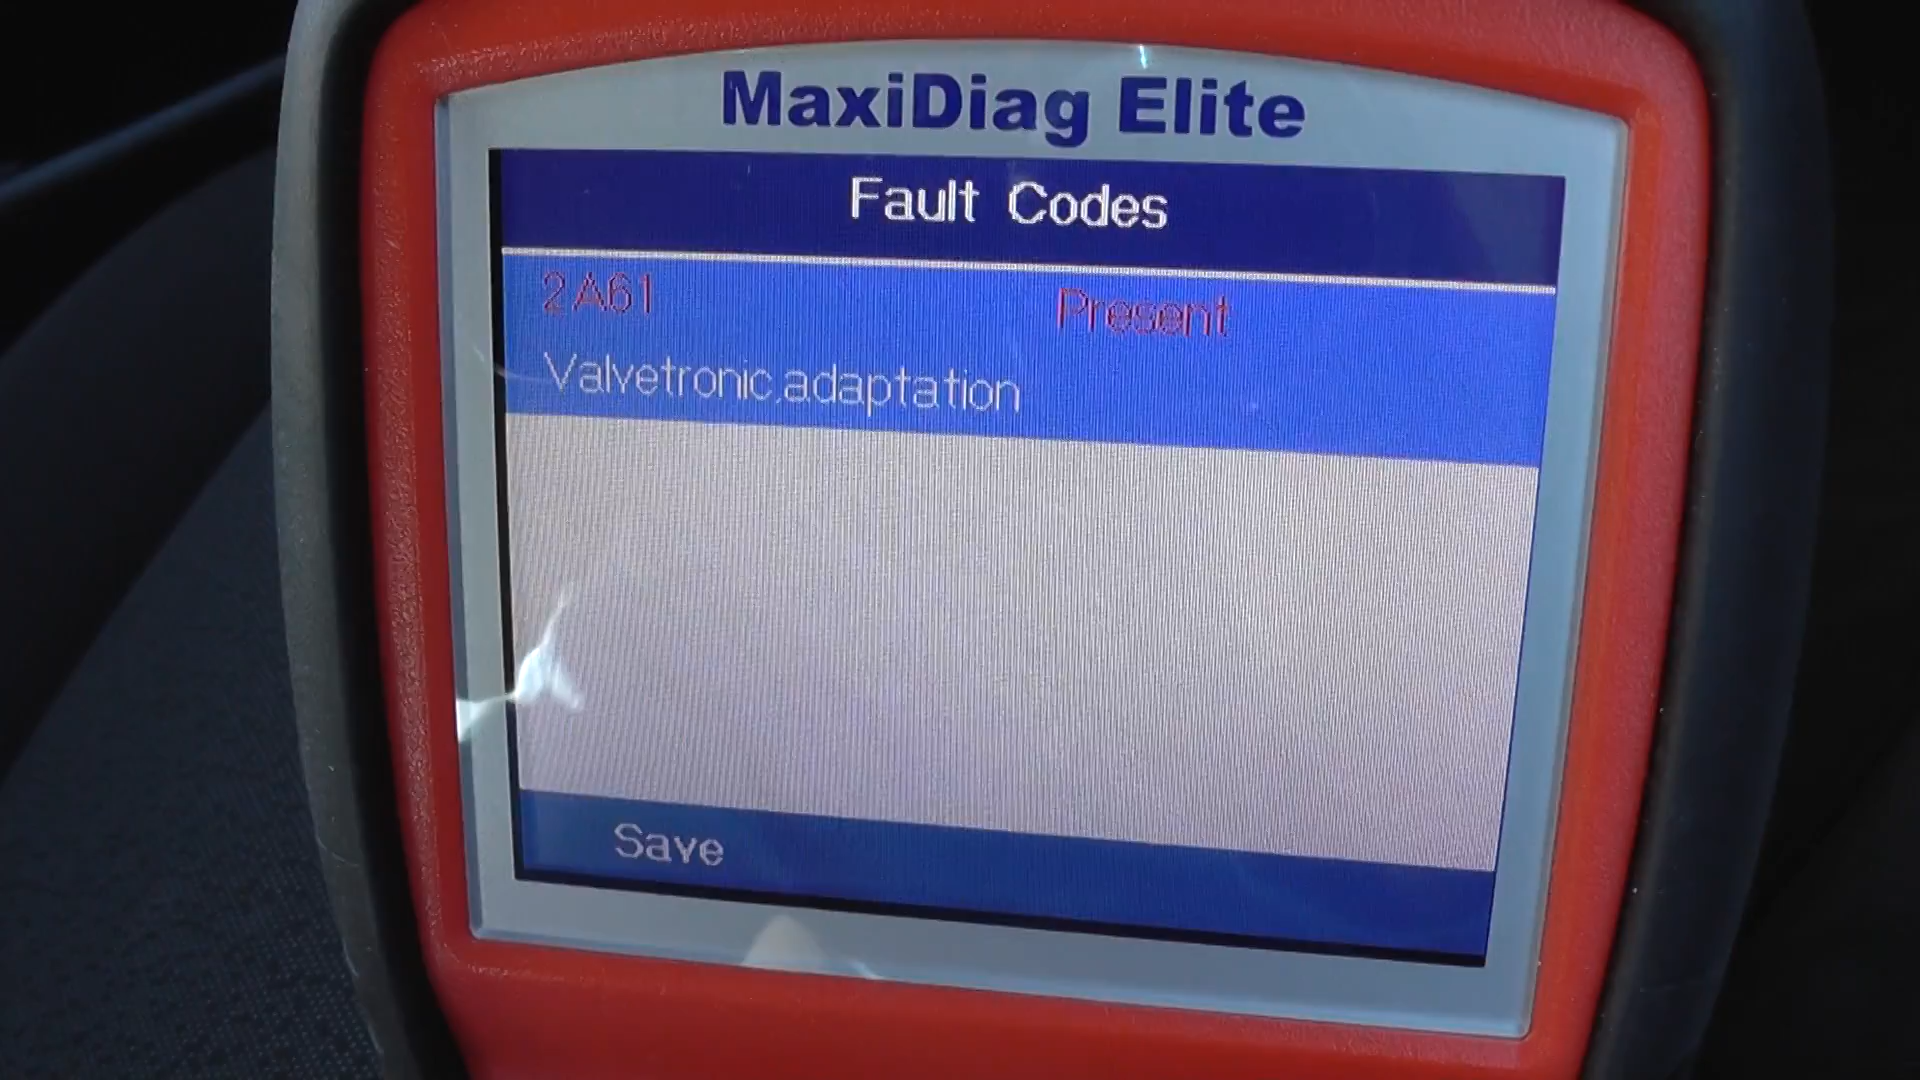 MaxiDiag Elite
Fault Codes
2A61 Present
Valvetronic,adaptation
Save